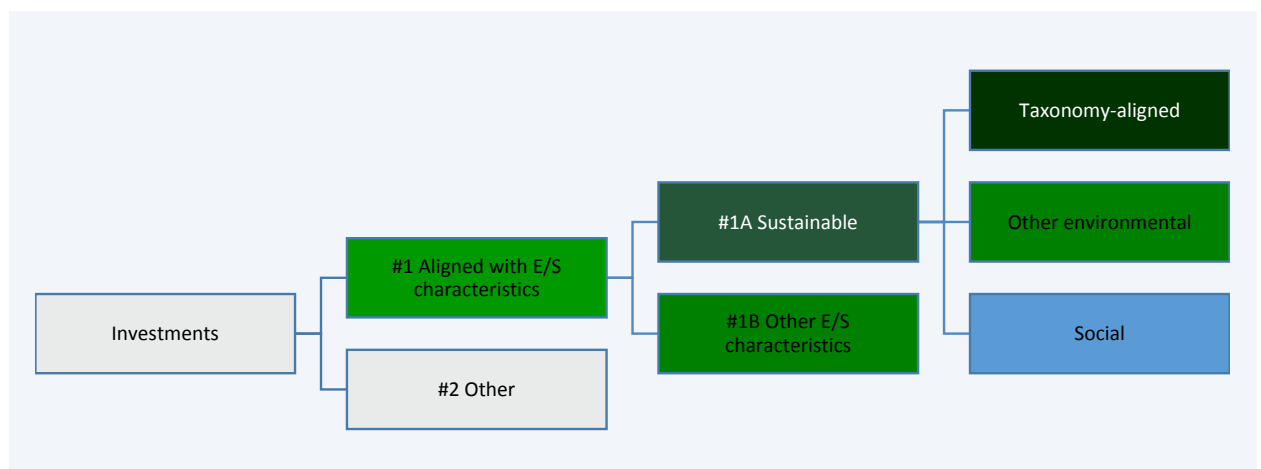 Investments
#1 Aligned with E/S
characteristics
#2 Other
#1A Sustainable
#1B Other E/S
characteristics
Taxonomy-aligned
Other environmental
Social